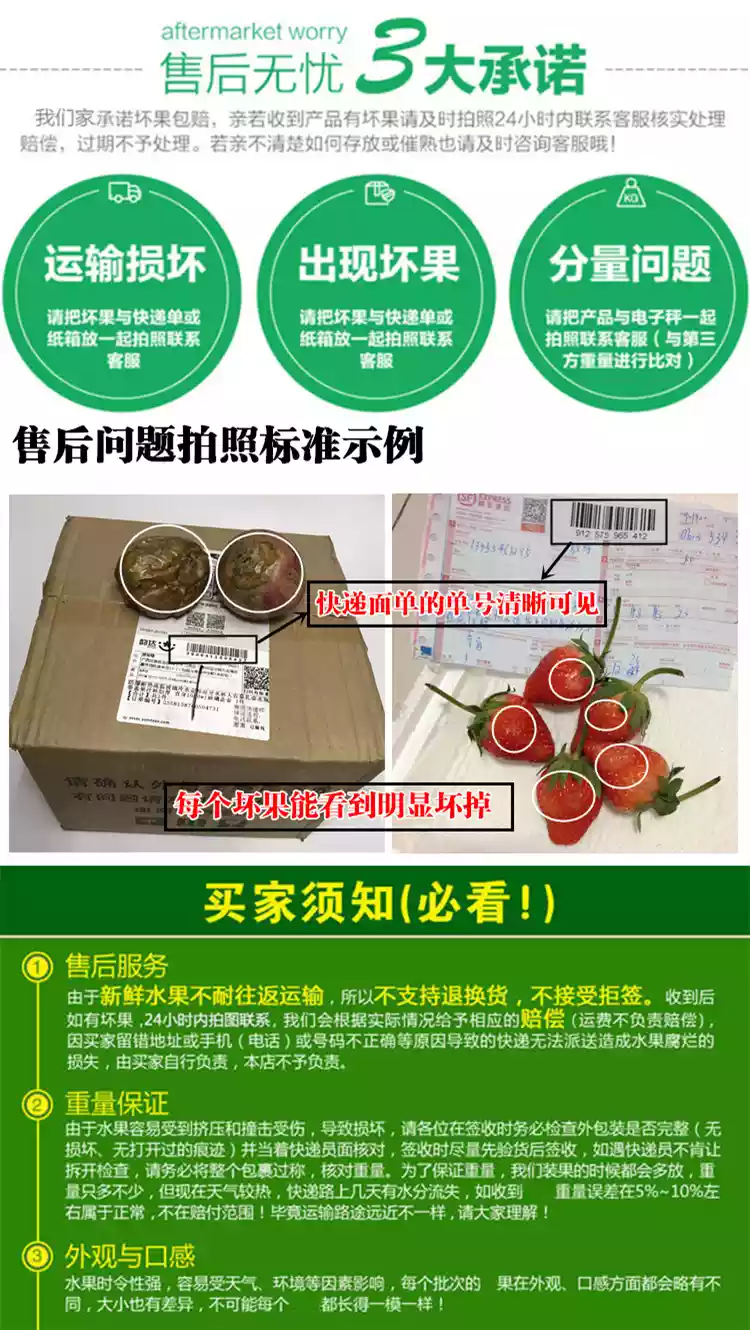 aftermarket worry
售后无忧 3大承诺
我们家承诺坏果包赔，亲若收到产品有坏果请及时拍照24小时内联系客服核实处理
赔偿，过期不予处理。若亲不清楚如何存放或催熟也请及时咨询客服哦！
KG
运输损坏
请把坏果与快递单或
纸箱放一起拍照联系
客服
出现坏果
请把坏果与快递单或
纸箱放一起拍照联系
客服
分量问题
请把产品与电子秤一起
拍照联系客服（与第三
方重量进行比对）
售后问题拍照标准示例
SF EXPRESS
912 575 965 412
快递面单的单号清晰可见
韵达
每个坏果能看到明显坏掉
买家须知(必看!)
1 售后服务
由于新鲜水果不耐往返运输，所以不支持退换货，不接受拒签。收到后
如有坏果，24小时内拍图联系，我们会根据实际情况给予相应的赔偿（运费不负责赔偿），
因买家留错地址或手机（电话）或号码不正确等原因导致的快递无法派送造成水果腐烂的
损失，由买家自行负责，本店不予负责。
2 重量保证
由于水果容易受到挤压和撞击受伤，导致损坏，请各位在签收时务必检查外包装是否完整（无
损坏、无打开过的痕迹）并当着快递员面核对，签收时尽量先验货后签收，如遇快递员不肯让
拆开检查，请务必将整个包裹过称，核对重量。为了保证重量，我们装果的时候都会多放，重
量只多不少，但现在天气较热，快递路上几天有水分流失，如收到 重量误差在5%~10%左
右属于正常，不在赔付范围！毕竟运输路途远近不一样，请大家理解！
3 外观与口感
水果时令性强，容易受天气、环境等因素影响，每个批次的 果在外观、口感方面都会略有不
同，大小也有差异，不可能每个 都长得一模一样！